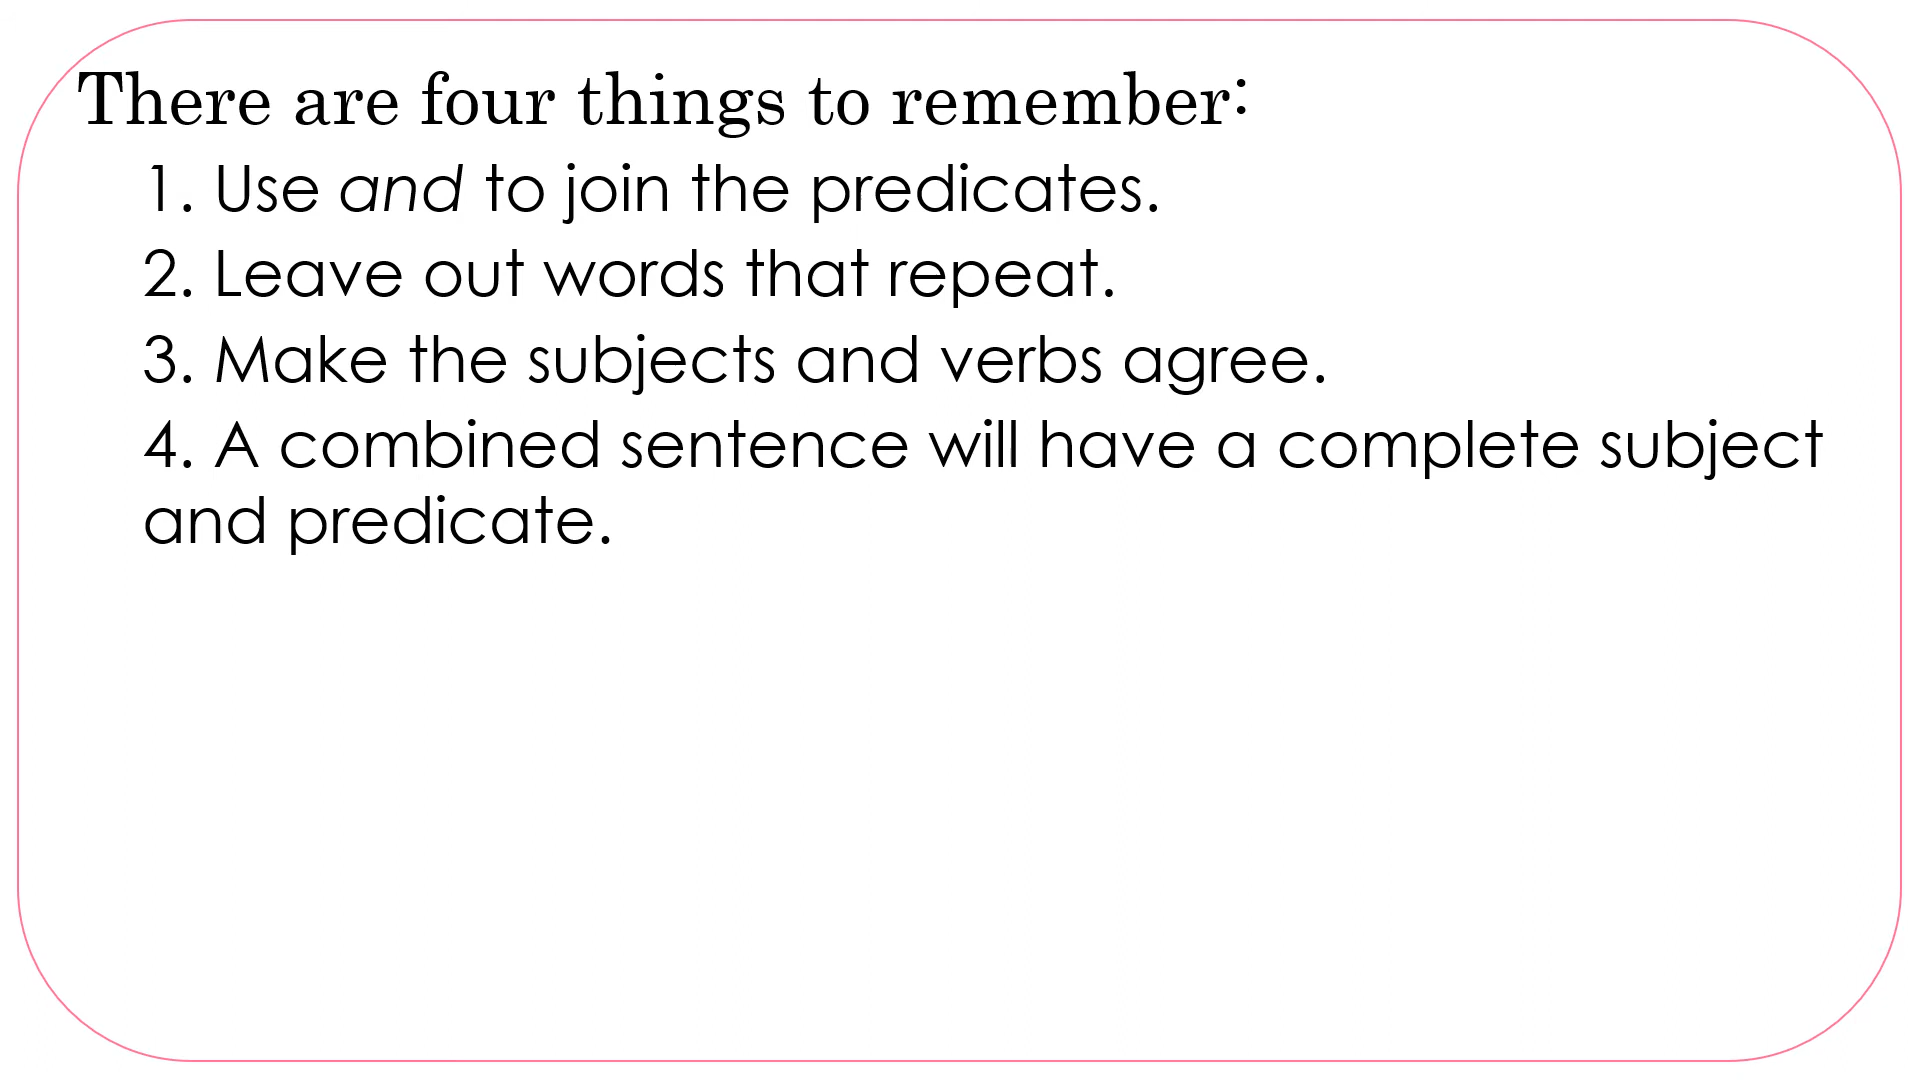 There are four things to remember:
1. Use and to join the predicates.
2. Leave out words that repeat.
3. Make the subjects and verbs agree.
4. A combined sentence will have a complete subject
and predicate.